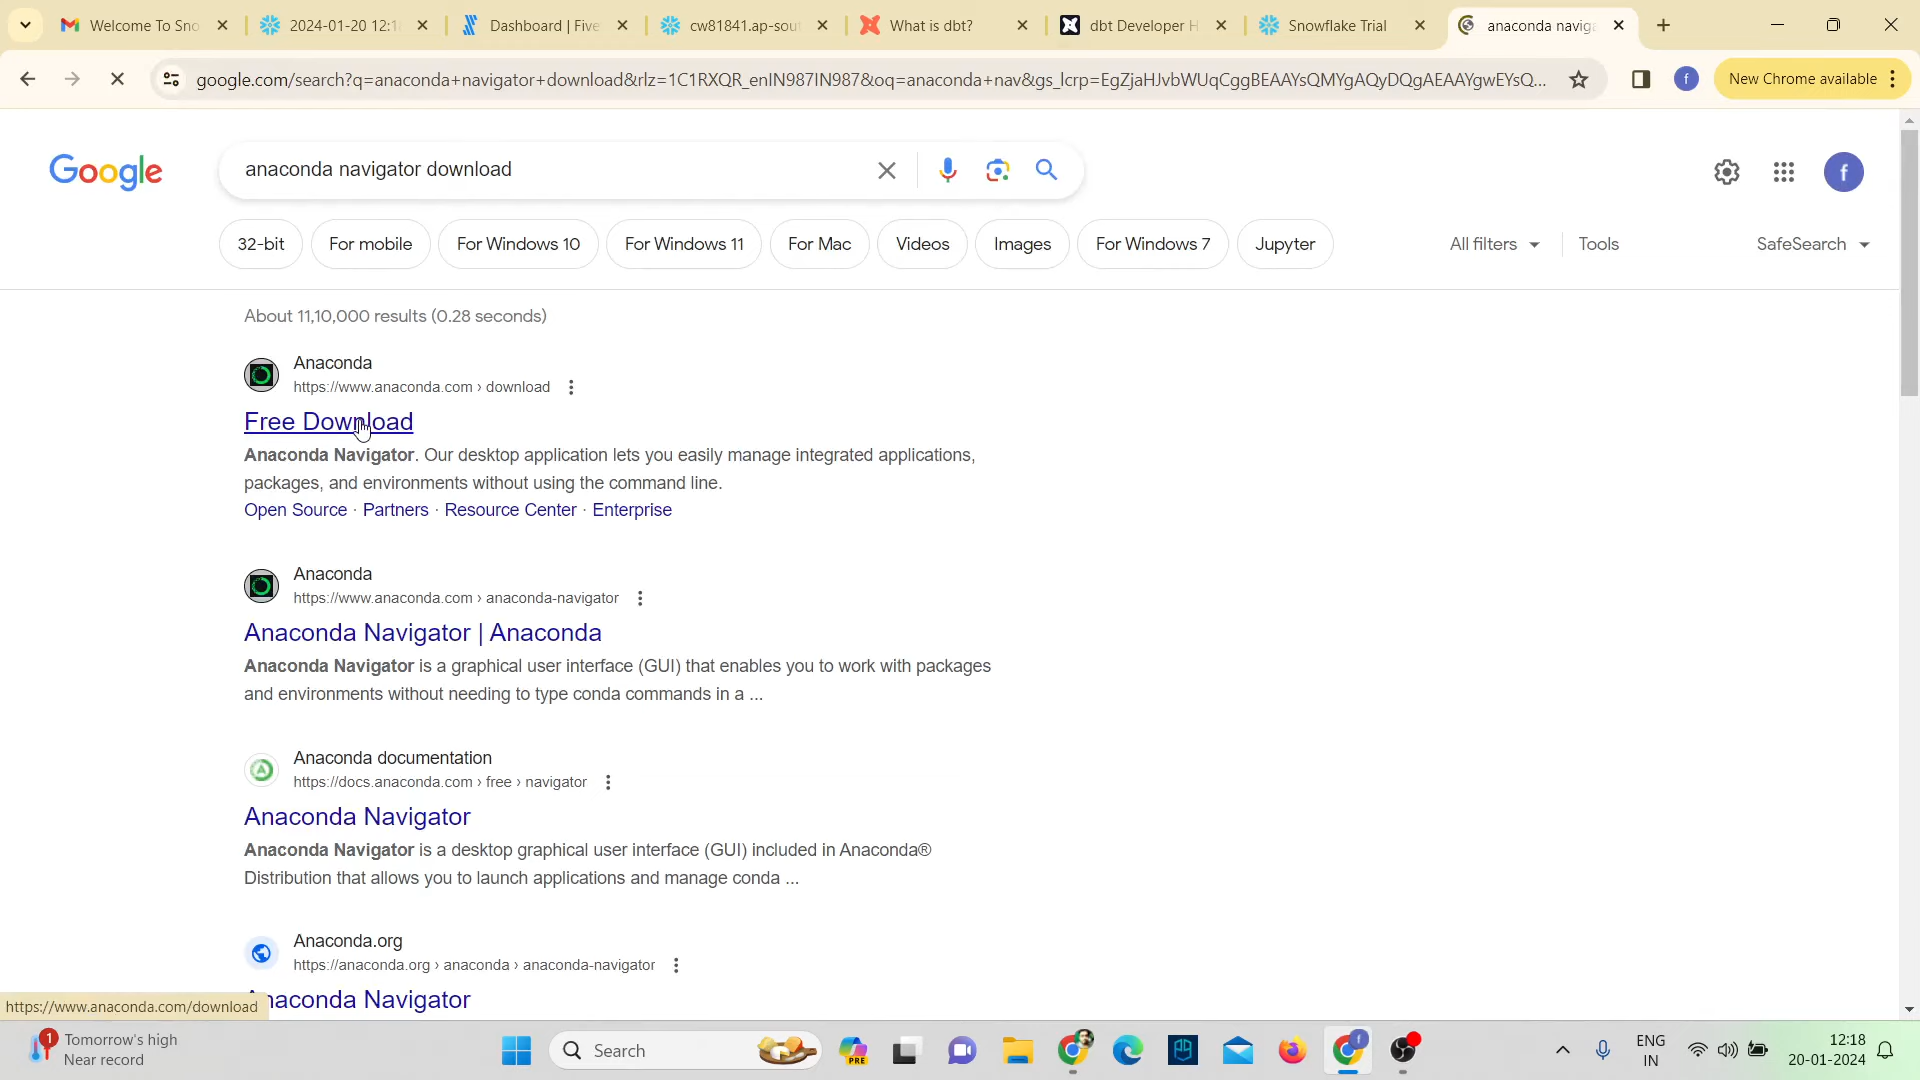 Welcome To Sno
2024-01-20 12:1
Dashboard | Five
cw81841.ap-sout
What is dbt?
dbt Developer H
Snowflake Trial
anaconda naviga
google.com/search?q=anaconda+navigator+download&rlz=1C1RXQR_enIN987IN987&oq=anaconda+nav&gs_lcrp=EgZjaHJvbWUqCggBEAAYsQMYgAQyDQgAEAAYgwEYsQ...
f
New Chrome available
Google
anaconda navigator download
f
32-bit
For mobile
For Windows 10
For Windows 11
For Mac
Videos
Images
For Windows 7
Jupyter
All filters
Tools
SafeSearch
About 11,10,000 results (0.28 seconds)
Anaconda
https://www.anaconda.com › download
Free Download
Anaconda Navigator. Our desktop application lets you easily manage integrated applications,
packages, and environments without using the command line.
Open Source · Partners · Resource Center · Enterprise
Anaconda
https://www.anaconda.com › anaconda-navigator
Anaconda Navigator | Anaconda
Anaconda Navigator is a graphical user interface (GUI) that enables you to work with packages
and environments without needing to type conda commands in a ...
Anaconda documentation
https://docs.anaconda.com › free › navigator
Anaconda Navigator
Anaconda Navigator is a desktop graphical user interface (GUI) included in Anaconda®
Distribution that allows you to launch applications and manage conda ...
Anaconda.org
https://anaconda.org › anaconda › anaconda-navigator
naconda Navigator
https://www.anaconda.com/download
1
Tomorrow's high
Near record
Search
PRE
ENG
IN
12:18
20-01-2024